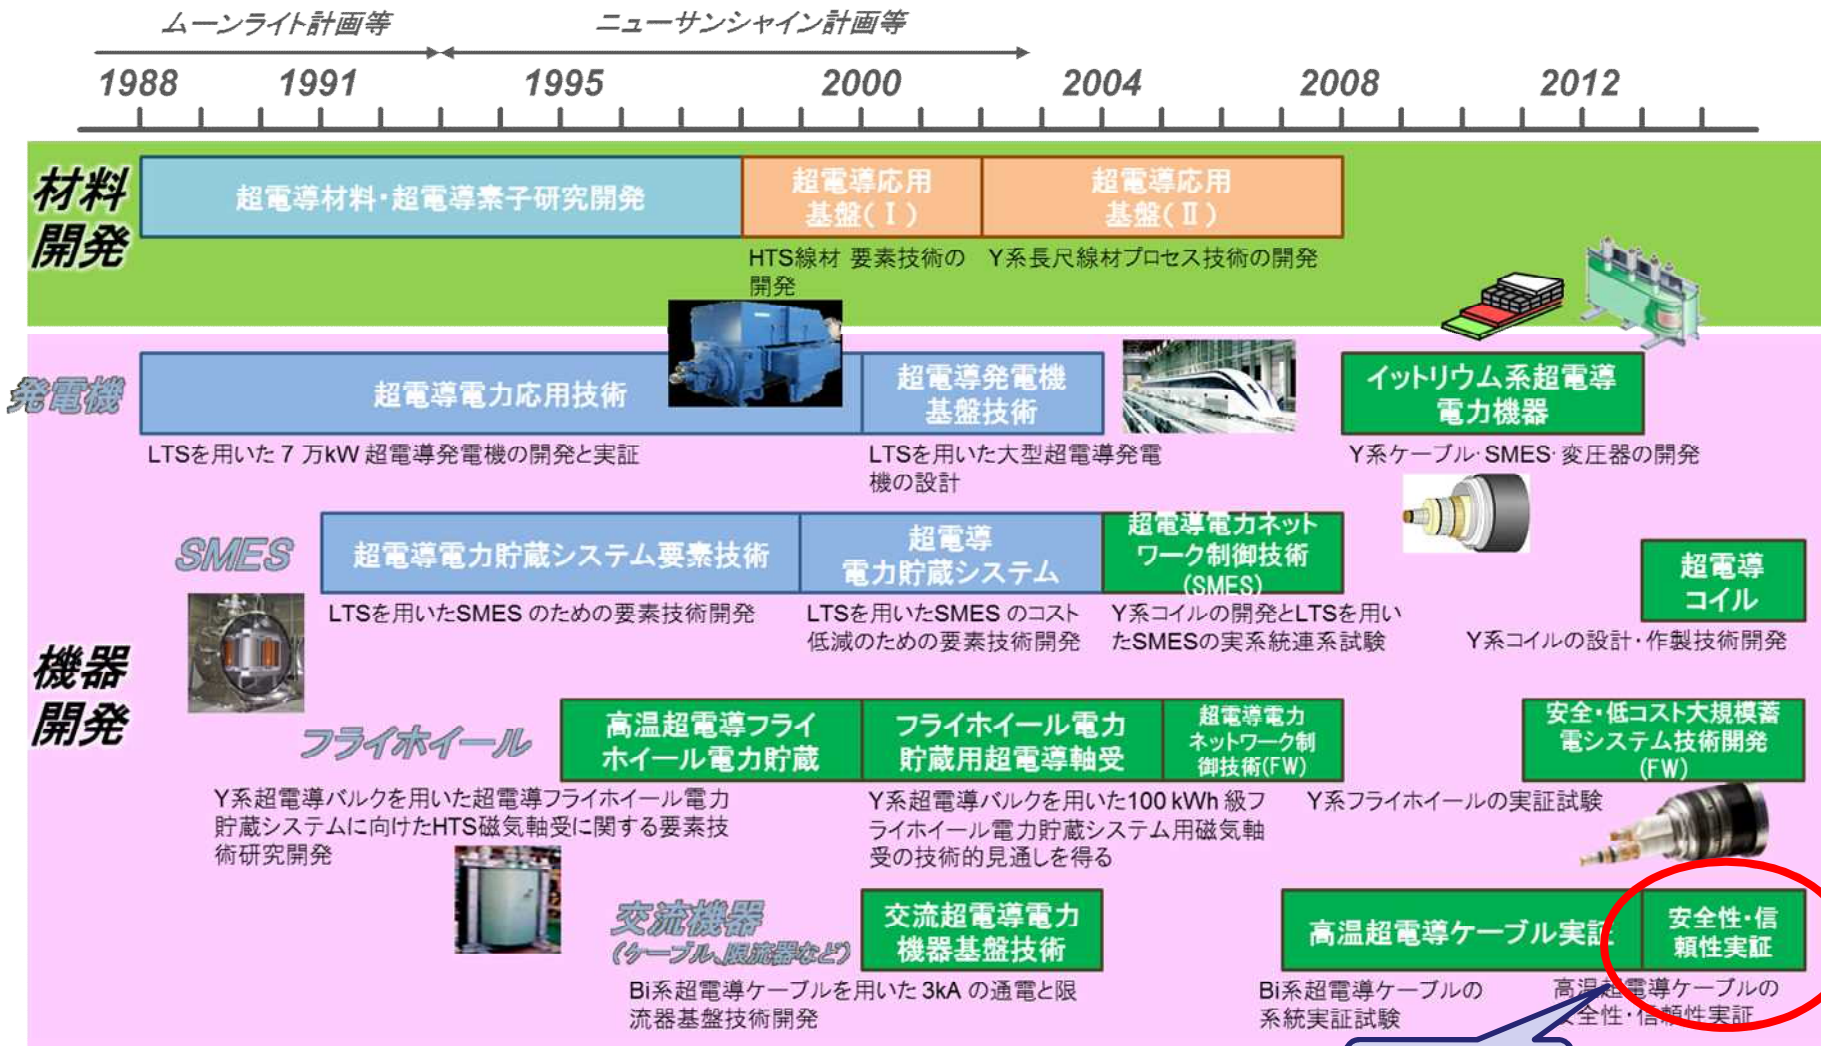 ムーンライト計画等
ニューサンシャイン計画等
1988
1991
1995
2000
2004
2008
2012
材料
開発
超電導材料・超電導素子研究開発
超電導応用
基盤(Ⅰ)
超電導応用
基盤(Ⅱ)
HTS線材 要素技術の
開発
Y系長尺線材プロセス技術の開発
機器
開発
発電機
超電導電力応用技術
超電導発電機
基盤技術
イットリウム系超電導
電力機器
LTSを用いた7 万kW 超電導発電機の開発と実証
LTSを用いた大型超電導発電
機の設計
Y系ケーブル・SMES・変圧器の開発
SMES
超電導電力貯蔵システム要素技術
超電導
電力貯蔵システム
超電導電力ネット
ワーク制御技術
(SMES)
超電導
コイル
LTSを用いたSMES のための要素技術開発
LTSを用いたSMES のコスト
低減のための要素技術開発
Y系コイルの開発とLTSを用い
たSMESの実系統連系試験
Y系コイルの設計・作製技術開発
フライホイール
高温超電導フライ
ホイール電力貯蔵
フライホイール電力
貯蔵用超電導軸受
超電導電力
ネットワーク制
御技術(FW)
安全・低コスト大規模蓄
電システム技術開発
(FW)
Y系超電導バルクを用いた超電導フライホイール電力
貯蔵システムに向けたHTS磁気軸受に関する要素技
術研究開発
Y系超電導バルクを用いた100 kWh 級フ
ライホイール電力貯蔵システム用磁気軸
受の技術的見通しを得る
Y系フライホイールの実証試験
交流機器
(ケーブル、限流器など)
交流超電導電力
機器基盤技術
高温超電導ケーブル実証
安全性・信
頼性実証
Bi系超電導ケーブルを用いた 3kA の通電と限
流器基盤技術開発
Bi系超電導ケーブルの
系統実証試験
高温超電導ケーブルの
安全性・信頼性実証